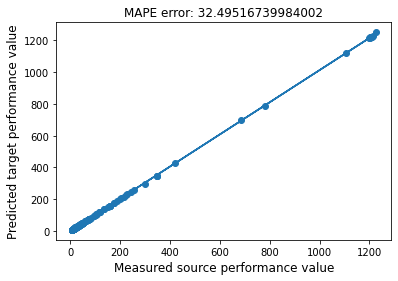 MAPE error: 32.49516739984002
Predicted target performance value
1200
1000
800
600
400
200
0
0 200 400 600 800 1000 1200
Measured source performance value